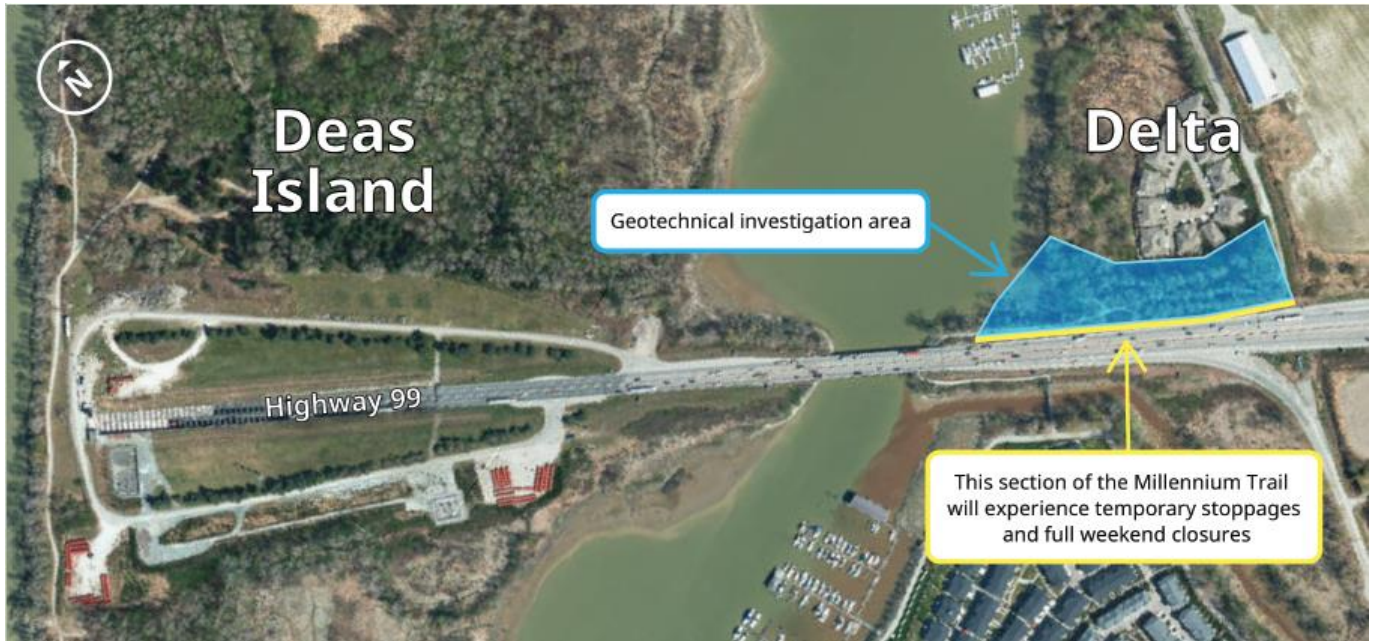 N
Deas
Island
Delta
Geotechnical investigation area
Highway 99
This section of the Millennium Trail
will experience temporary stoppages
and full weekend closures